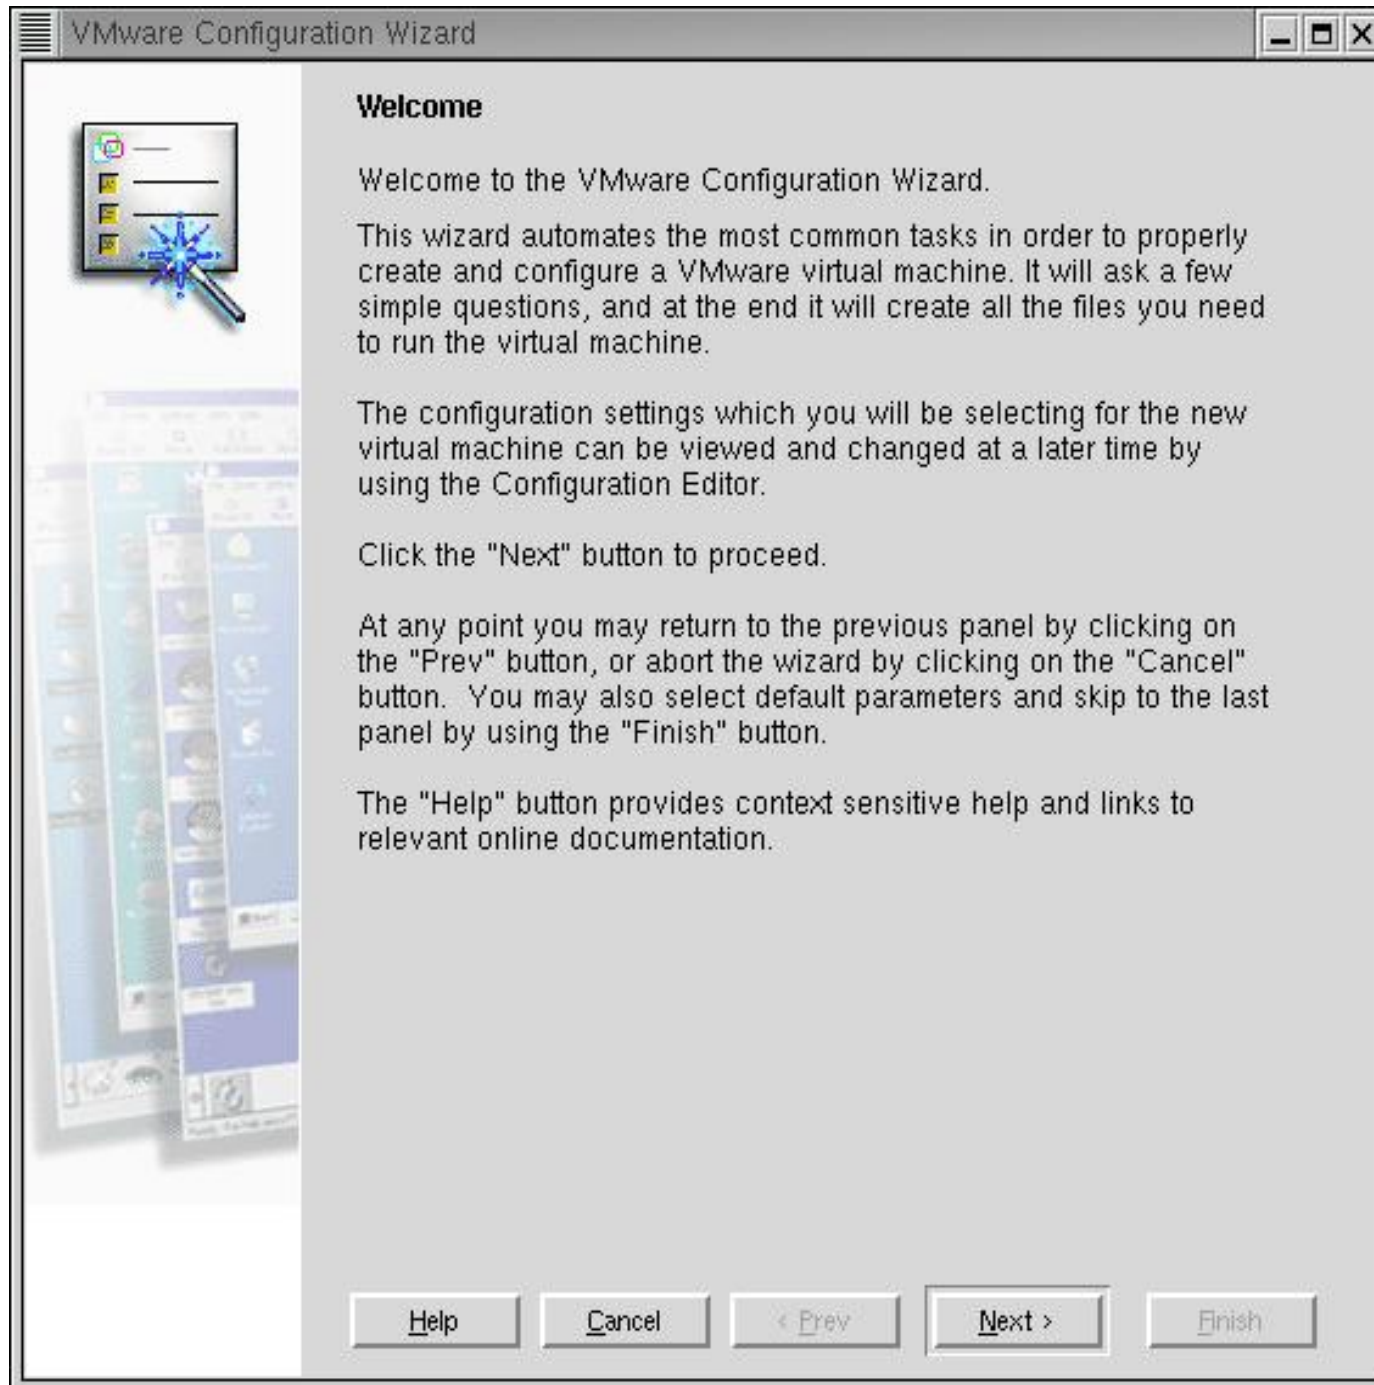 VMware Configuration Wizard
Welcome
Welcome to the VMware Configuration Wizard.
This wizard automates the most common tasks in order to properly
create and configure a VMware virtual machine. It will ask a few
simple questions, and at the end it will create all the files you need
to run the virtual machine.
The configuration settings which you will be selecting for the new
virtual machine can be viewed and changed at a later time by
using the Configuration Editor.
Click the "Next" button to proceed.
At any point you may return to the previous panel by clicking on
the "Prev" button, or abort the wizard by clicking on the "Cancel"
button.  You may also select default parameters and skip to the last
panel by using the "Finish" button.
The "Help" button provides context sensitive help and links to
relevant online documentation.
Help
Cancel
< Prev
Next >
Finish